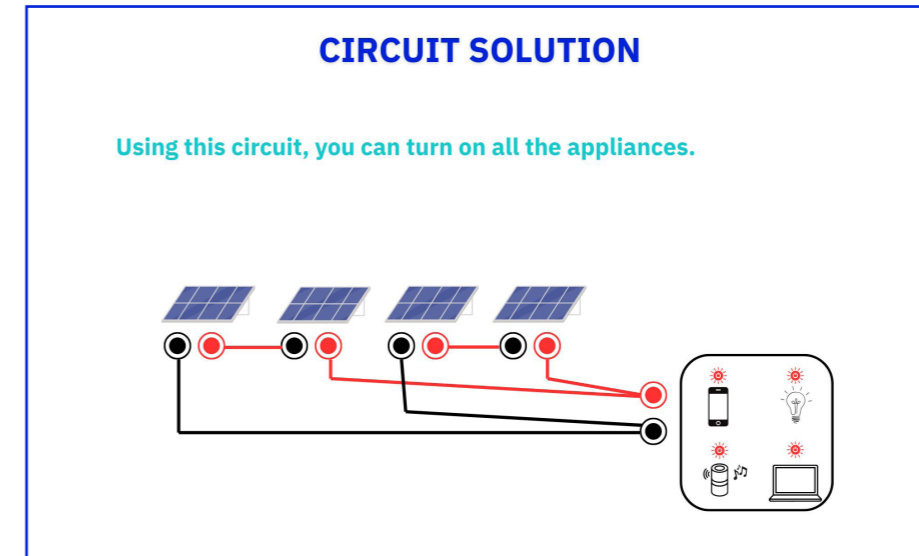 CIRCUIT SOLUTION
Using this circuit, you can turn on all the appliances.